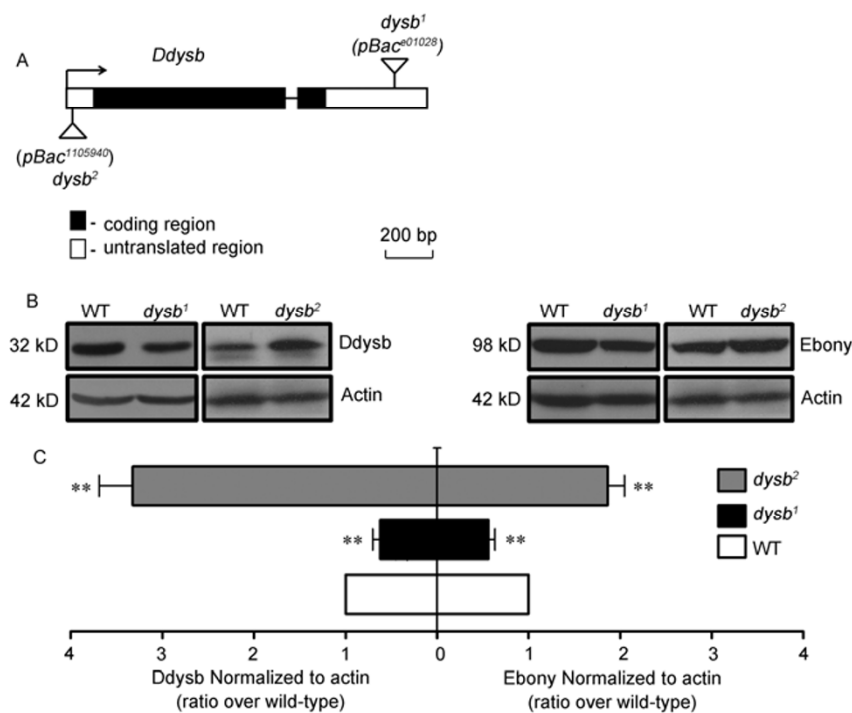 A
Ddysb
dysb¹
(pBacᵉ⁰¹⁰²⁸)
(pBac¹¹⁰⁵⁹⁴⁰)
dysb²
- coding region
- untranslated region
200 bp
B
WT dysb¹ WT dysb²
32 kD Ddysb
42 kD Actin
WT dysb¹ WT dysb²
98 kD Ebony
42 kD Actin
C
** **
** **
dysb²
dysb¹
WT
4 3 2 1 0 1 2 3 4
Ddysb Normalized to actin
(ratio over wild-type)
Ebony Normalized to actin
(ratio over wild-type)